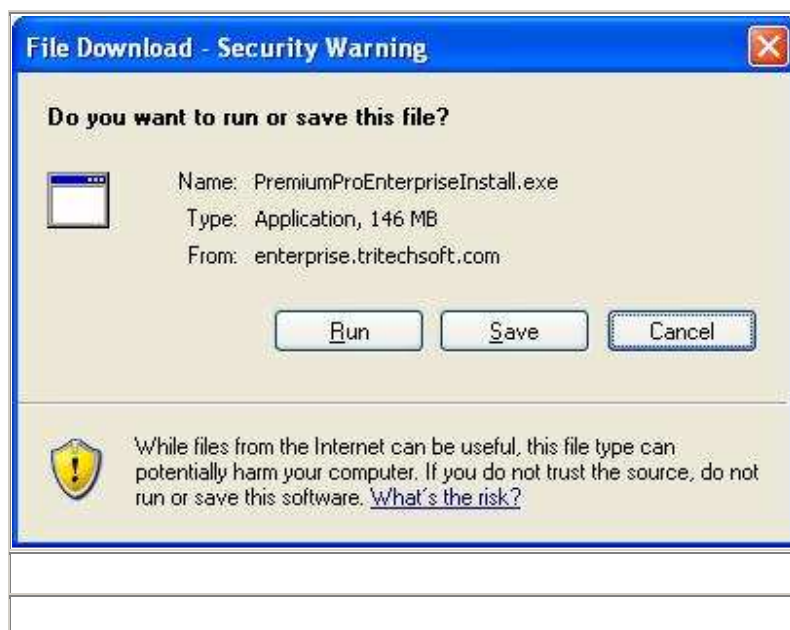 File Download - Security Warning
Do you want to run or save this file?
Name: PremiumProEnterpriseInstall.exe
Type: Application, 146 MB
From: enterprise.tritechsoft.com
Run Save Cancel
While files from the Internet can be useful, this file type can
potentially harm your computer. If you do not trust the source, do not
run or save this software. What's the risk?